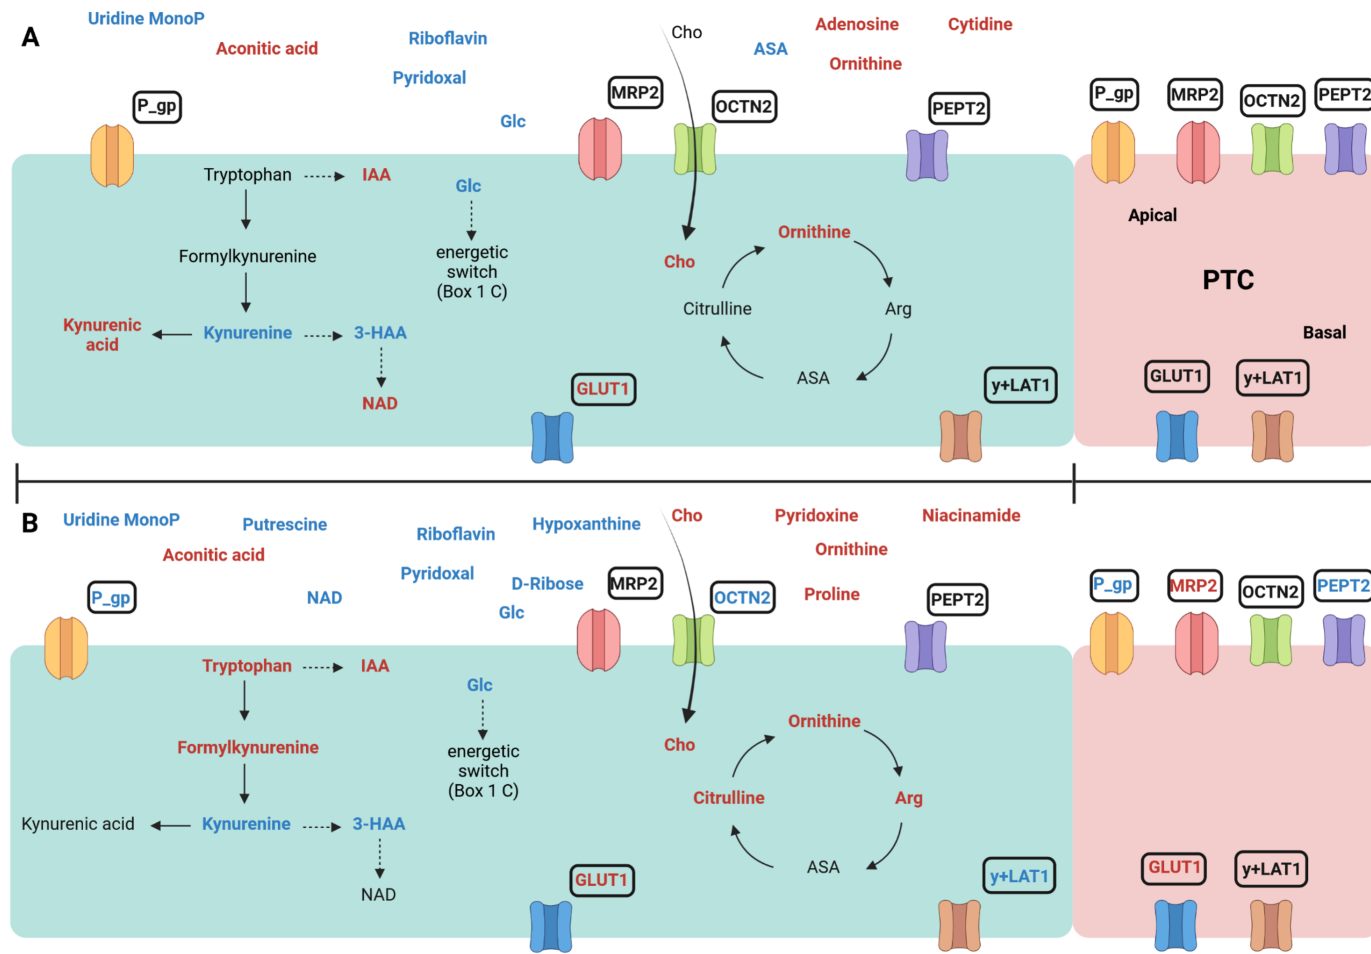 A
Uridine MonoP
Aconitic acid
Riboflavin
Pyridoxal
Glc
Cho
ASA
Adenosine
Cytidine
Ornithine
P_gp
MRP2
OCTN2
PEPT2
P_gp
MRP2
OCTN2
PEPT2
Tryptophan
IAA
Glc
Formylkynurenine
energetic
switch
(Box 1 C)
Kynurenic
acid
Kynurenine
3-HAA
NAD
Cho
Ornithine
Citrulline
Arg
ASA
GLUT1
y+LAT1
Apical
PTC
Basal
GLUT1
y+LAT1
B
Uridine MonoP
Putrescine
Aconitic acid
Riboflavin
Hypoxanthine
Pyridoxal
D-Ribose
NAD
Glc
Cho
Pyridoxine
Niacinamide
Ornithine
Proline
P_gp
MRP2
OCTN2
PEPT2
P_gp
MRP2
OCTN2
PEPT2
Tryptophan
IAA
Glc
Formylkynurenine
energetic
switch
(Box 1 C)
Kynurenic acid
Kynurenine
3-HAA
NAD
Cho
Ornithine
Citrulline
Arg
ASA
GLUT1
y+LAT1
GLUT1
y+LAT1